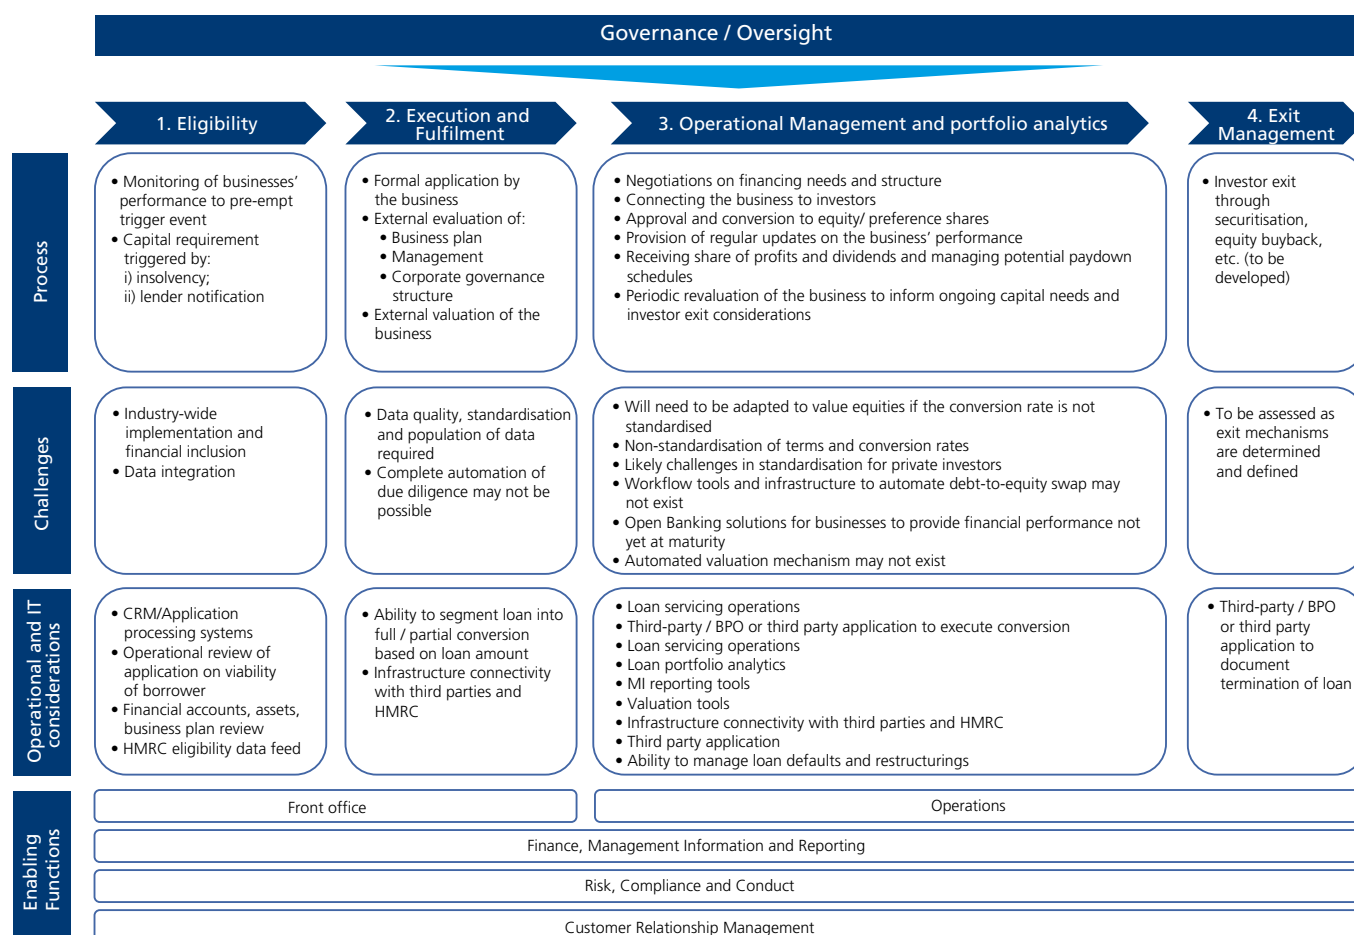 Governance / Oversight
1. Eligibility
2. Execution and
Fulfilment
3. Operational Management and portfolio analytics
4. Exit
Management
Process
• Monitoring of businesses'
performance to pre-empt
trigger event
• Capital requirement
triggered by:
i) insolvency;
ii) lender notification
• Formal application by
the business
• External evaluation of:
• Business plan
• Management
• Corporate governance
structure
• External valuation of the
business
• Negotiations on financing needs and structure
• Connecting the business to investors
• Approval and conversion to equity/ preference shares
• Provision of regular updates on the business' performance
• Receiving share of profits and dividends and managing potential paydown
schedules
• Periodic revaluation of the business to inform ongoing capital needs and
investor exit considerations
• Investor exit
through
securitisation,
equity buyback,
etc. (to be
developed)
Challenges
• Industry-wide
implementation and
financial inclusion
• Data integration
• Data quality, standardisation
and population of data
required
• Complete automation of
due diligence may not be
possible
• Will need to be adapted to value equities if the conversion rate is not
standardised
• Non-standardisation of terms and conversion rates
• Likely challenges in standardisation for private investors
• Workflow tools and infrastructure to automate debt-to-equity swap may
not exist
• Open Banking solutions for businesses to provide financial performance not
yet at maturity
• Automated valuation mechanism may not exist
• To be assessed as
exit mechanisms
are determined
and defined
Operational and IT
considerations
• CRM/Application
processing systems
• Operational review of
application on viability
of borrower
• Financial accounts, assets,
business plan review
• HMRC eligibility data feed
• Ability to segment loan into
full / partial conversion
based on loan amount
• Infrastructure connectivity
with third parties and
HMRC
• Loan servicing operations
• Third-party / BPO or third party application to execute conversion
• Loan servicing operations
• Loan portfolio analytics
• MI reporting tools
• Valuation tools
• Infrastructure connectivity with third parties and HMRC
• Third party application
• Ability to manage loan defaults and restructurings
• Third-party / BPO
or third party
application to
document
termination of loan
Enabling
Functions
Front office
Operations
Finance, Management Information and Reporting
Risk, Compliance and Conduct
Customer Relationship Management